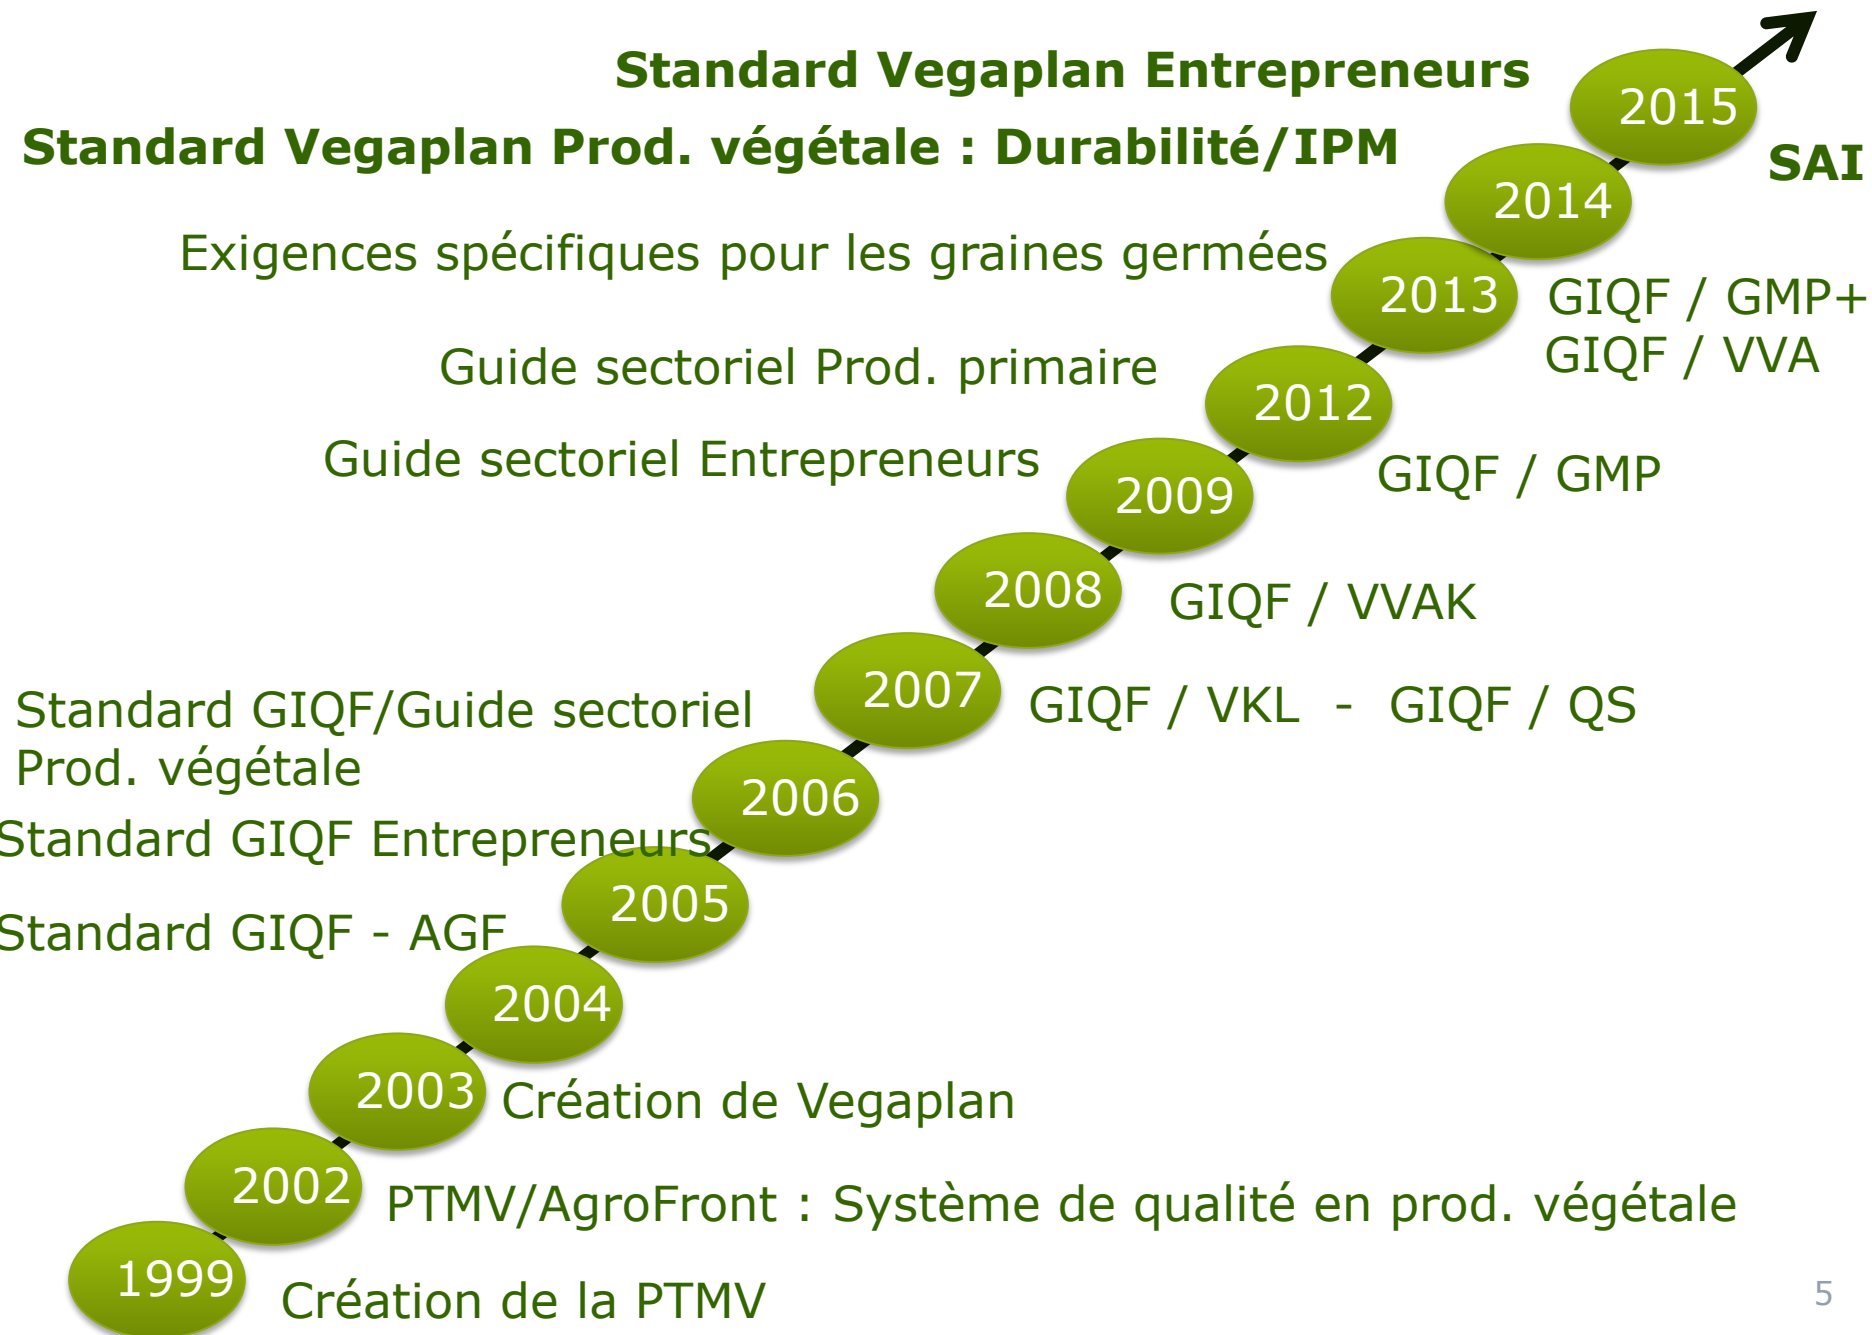 Standard Vegaplan Entrepreneurs
2015
Standard Vegaplan Prod. végétale : Durabilité/IPM
SAI
2014
Exigences spécifiques pour les graines germées
2013
GIQF / GMP+
GIQF / VVA
Guide sectoriel Prod. primaire
2012
Guide sectoriel Entrepreneurs
GIQF / GMP
2009
2008
GIQF / VVAK
2007
GIQF / VKL - GIQF / QS
Standard GIQF/Guide sectoriel
Prod. végétale
2006
Standard GIQF Entrepreneurs
2005
Standard GIQF - AGF
2004
2003
Création de Vegaplan
2002
PTMV/AgroFront : Système de qualité en prod. végétale
1999
Création de la PTMV
5